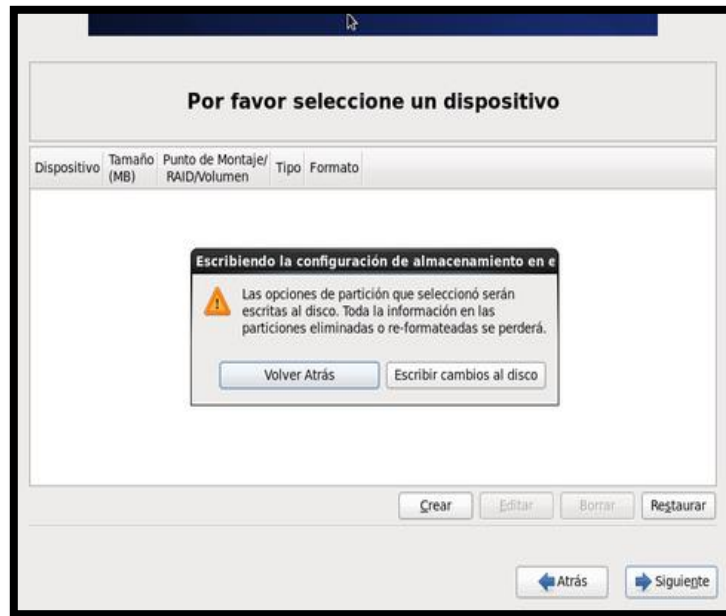 Por favor seleccione un dispositivo
Dispositivo Tamaño (MB) Punto de Montaje/ RAID/Volumen Tipo Formato
Escribiendo la configuración de almacenamiento en e
Las opciones de partición que seleccionó serán
escritas al disco. Toda la información en las
particiones eliminadas o re-formateadas se perderá.
Volver Atrás Escribir cambios al disco
Crear Editar Borrar Restaurar
Atrás Siguiente